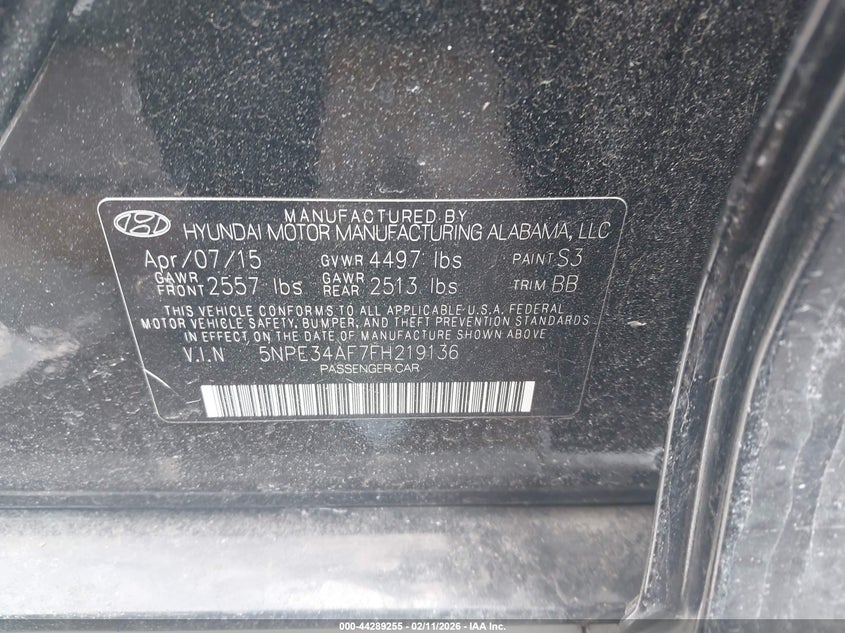 MANUFACTURED BY
HYUNDAI MOTOR MANUFACTURING ALABAMA, LLC
Apr/07/15 GVWR 4497 lbs PAINT S3
GAWR FRONT 2557 lbs GAWR REAR 2513 lbs TRIM BB
THIS VEHICLE CONFORMS TO ALL APPLICABLE U.S.A. FEDERAL
MOTOR VEHICLE SAFETY, BUMPER, AND THEFT PREVENTION STANDARDS
IN EFFECT ON THE DATE OF MANUFACTURE SHOWN ABOVE
V.I.N 5NPE34AF7FH219136
PASSENGER CAR
000-44289255 - 02/11/2026 - IAA Inc.